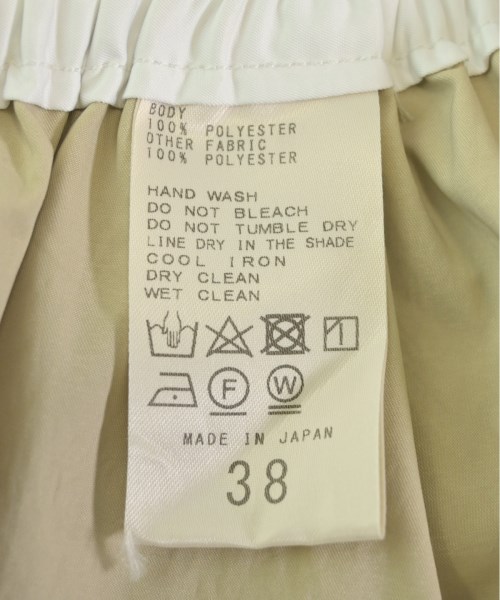 BODY
100% POLYESTER
OTHER FABRIC
100% POLYESTER
HAND WASH
DO NOT BLEACH
DO NOT TUMBLE DRY
LINE DRY IN THE SHADE
COOL IRON
DRY CLEAN
WET CLEAN
F W
MADE IN JAPAN
38